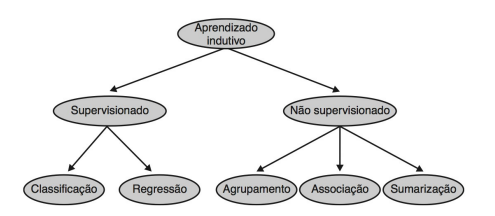 Aprendizado
indutivo
Supervisionado
Não supervisionado
Classificação
Regressão
Agrupamento
Associação
Sumarização